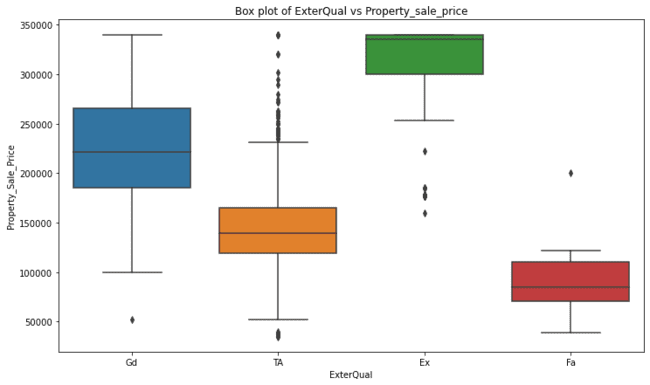 Box plot of ExterQual vs Property_sale_price
350000
300000
250000
200000
150000
100000
50000
Property_Sale_Price
Gd TA Ex Fa
ExterQual